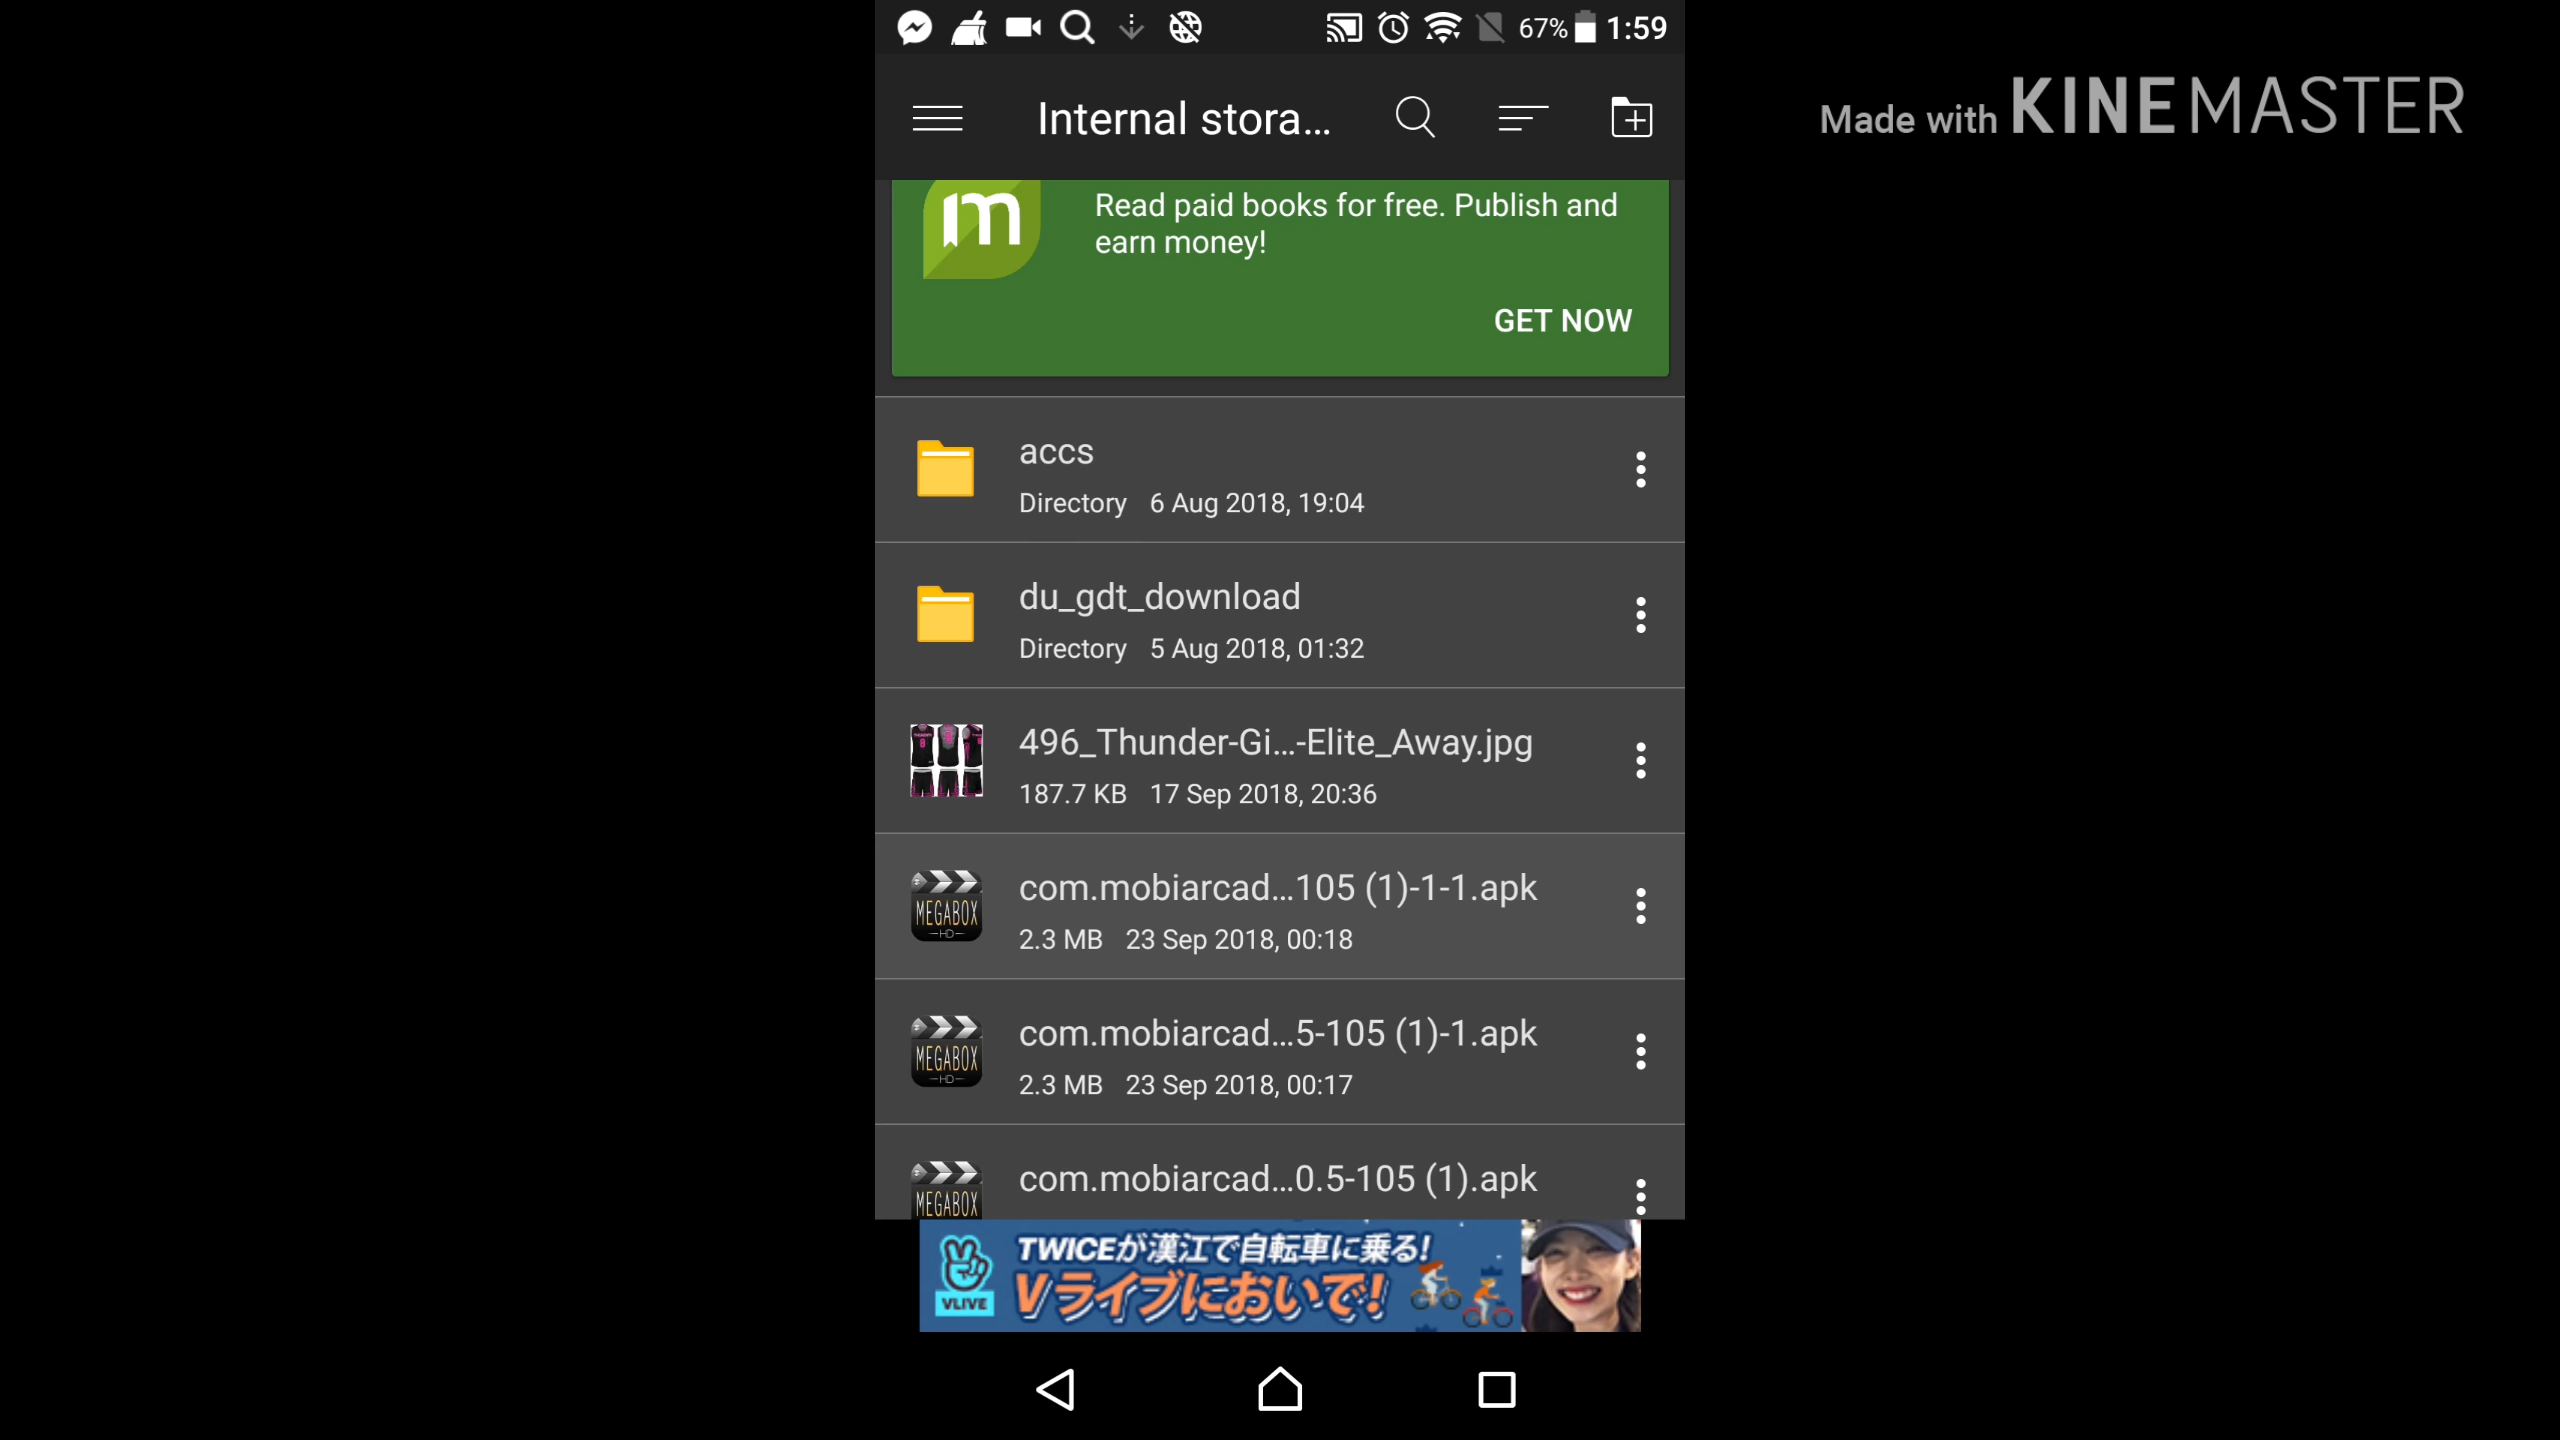 67% 1:59
Internal stora...
Made with KINEMASTER
m
Read paid books for free. Publish and
earn money!
GET NOW
accs
Directory 6 Aug 2018, 19:04
du_gdt_download
Directory 5 Aug 2018, 01:32
496_Thunder-Gi...-Elite_Away.jpg
187.7 KB 17 Sep 2018, 20:36
MEGABOX
HD
com.mobiarcad...105 (1)-1-1.apk
2.3 MB 23 Sep 2018, 00:18
MEGABOX
HD
com.mobiarcad...5-105 (1)-1.apk
2.3 MB 23 Sep 2018, 00:17
MEGABOX
com.mobiarcad...0.5-105 (1).apk
TWICEが漢江で自転車に乗る!
Vライブにおいで!
VLIVE